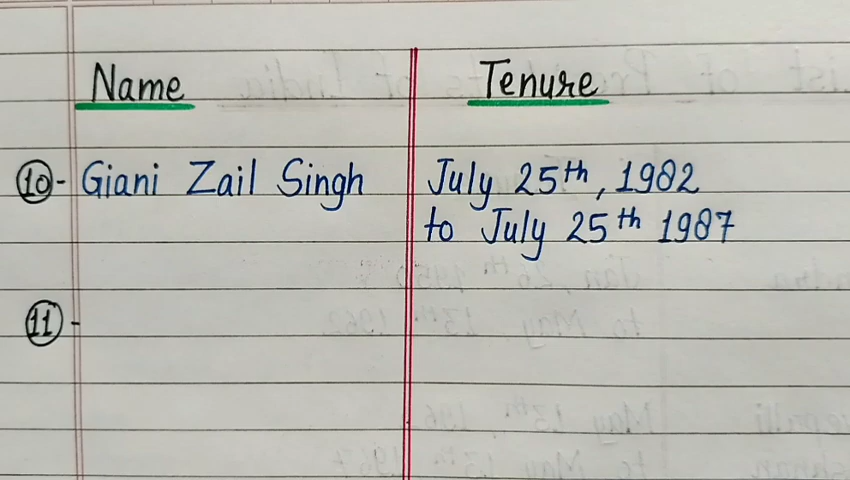 Name Tenure
10- Giani Zail Singh July 25th, 1982
to July 25th 1987
11-